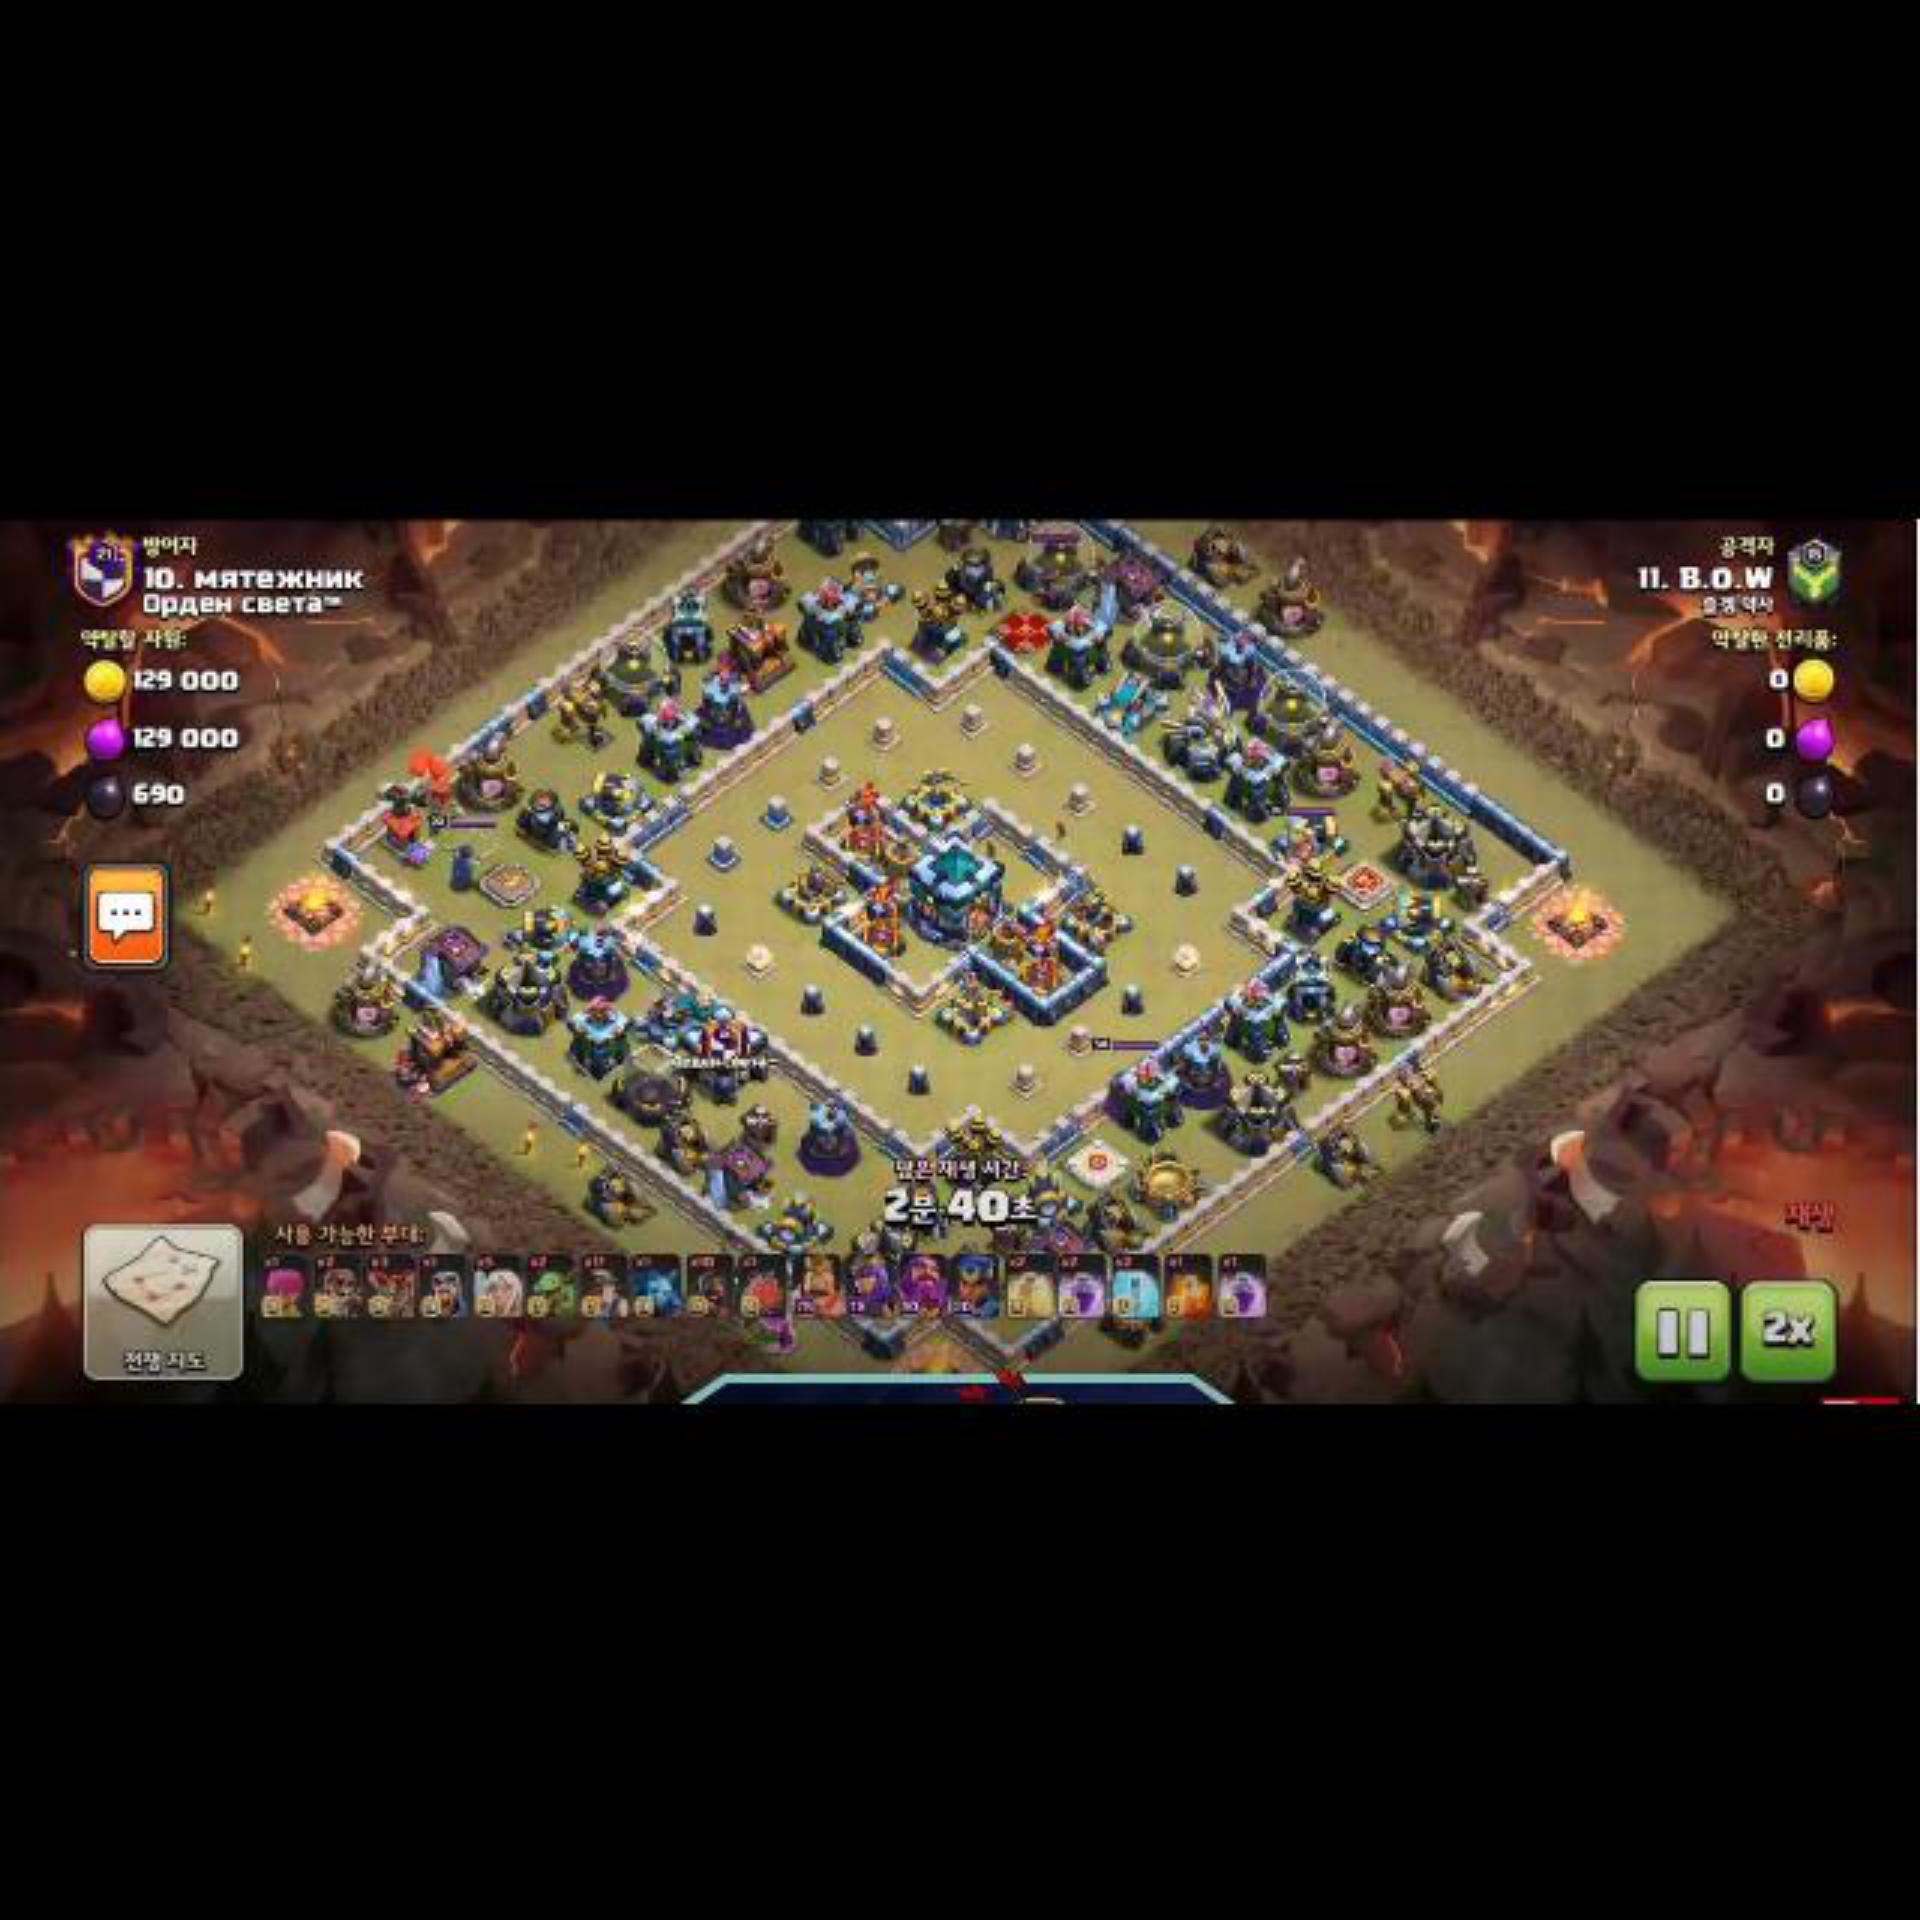 방어자
10. мятежник
Орден света™
약탈할 자원:
129 000
129 000
690
공격자
11. B.O.W
약탈한 전리품:
0
0
0
남은 재생 시간:
2분 40초
사용 가능한 부대:
전쟁 지도
재생
2x